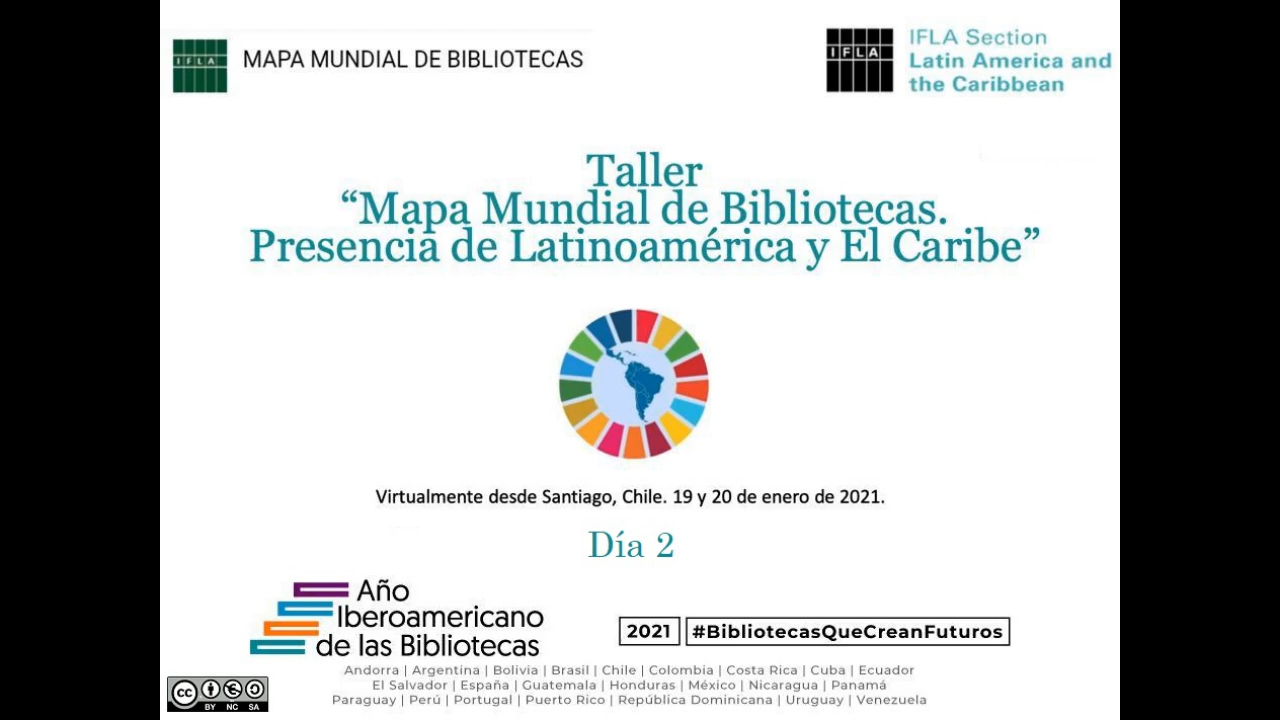 IFLA
MAPA MUNDIAL DE BIBLIOTECAS
IFLA
IFLA Section
Latin America and
the Caribbean
Taller
“Mapa Mundial de Bibliotecas.
Presencia de Latinoamérica y El Caribe”
Virtualmente desde Santiago, Chile. 19 y 20 de enero de 2021.
Día 2
Año
Iberoamericano
de las Bibliotecas
2021 #BibliotecasQueCreanFuturos
Andorra | Argentina | Bolivia | Brasil | Chile | Colombia | Costa Rica | Cuba | Ecuador
El Salvador | España | Guatemala | Honduras | México | Nicaragua | Panamá
Paraguay | Perú | Portugal | Puerto Rico | República Dominicana | Uruguay | Venezuela
cc
BY NC SA